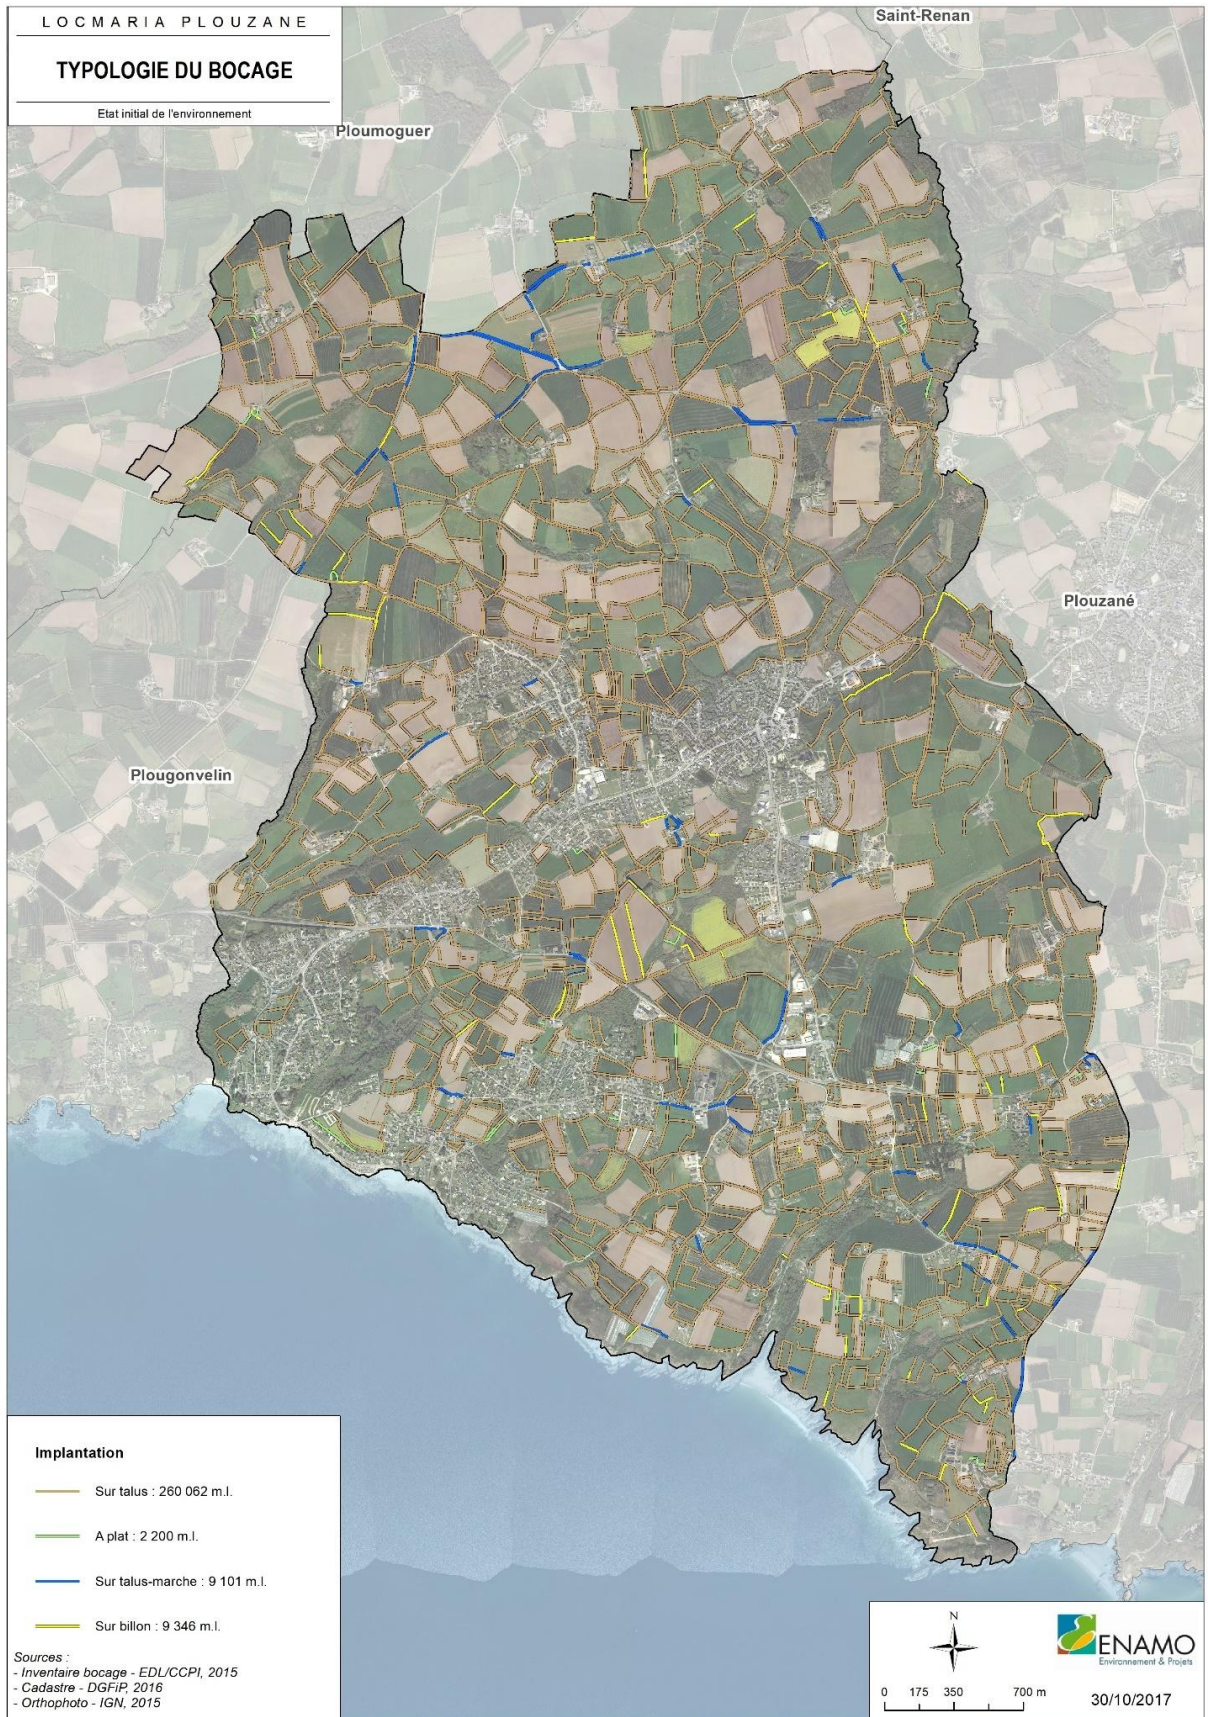 LOCMARIA PLOUZANE
TYPOLOGIE DU BOCAGE
Etat initial de l'environnement
Saint-Renan
Ploumoguer
Plouzané
Plougonvelin
Implantation
Sur talus : 260 062 m.l.
A plat : 2 200 m.l.
Sur talus-marche : 9 101 m.l.
Sur billon : 9 346 m.l.
Sources :
- Inventaire bocage - EDL/CCPI, 2015
- Cadastre - DGFiP, 2016
- Orthophoto - IGN, 2015
N
0 175 350 700 m
ENAMO
Environnement & Projets
30/10/2017